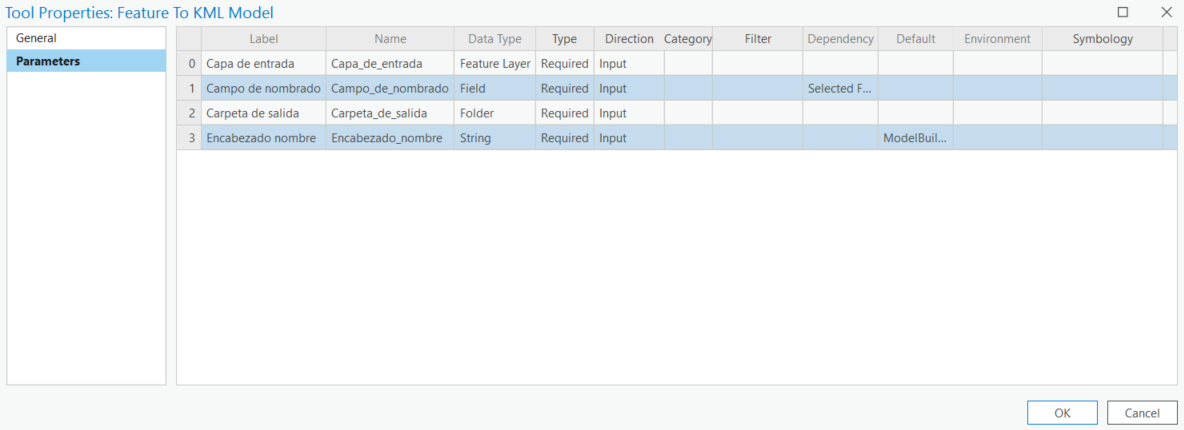 Tool Properties: Feature To KML Model
General
Parameters
Label Name Data Type Type Direction Category Filter Dependency Default Environment Symbology
0 Capa de entrada Capa_de_entrada Feature Layer Required Input
1 Campo de nombrado Campo_de_nombrado Field Required Input Selected F...
2 Carpeta de salida Carpeta_de_salida Folder Required Input
3 Encabezado nombre Encabezado_nombre String Required Input ModelBuil...
OK Cancel